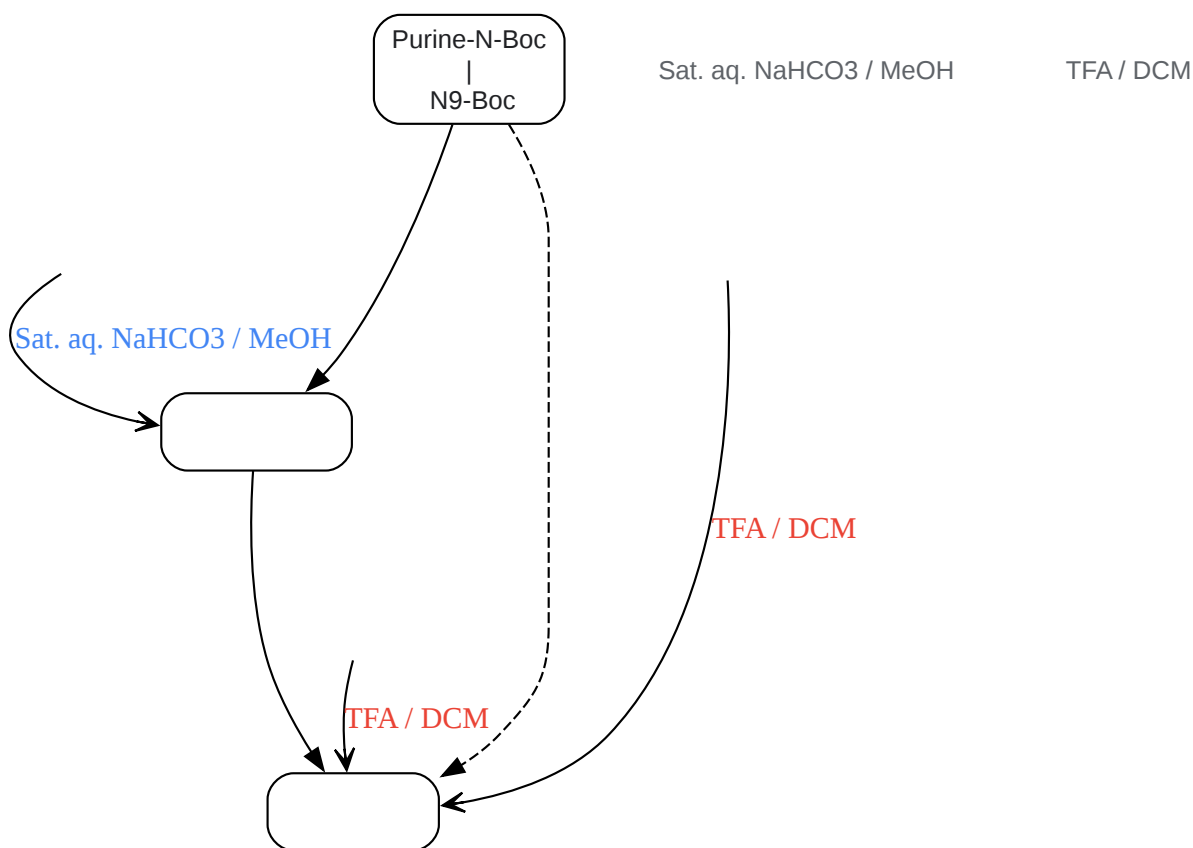 Purine-N-Boc
|
N9-Boc
Sat. aq. NaHCO3 / MeOH
TFA / DCM
Sat. aq. NaHCO3 / MeOH
TFA / DCM
TFA / DCM